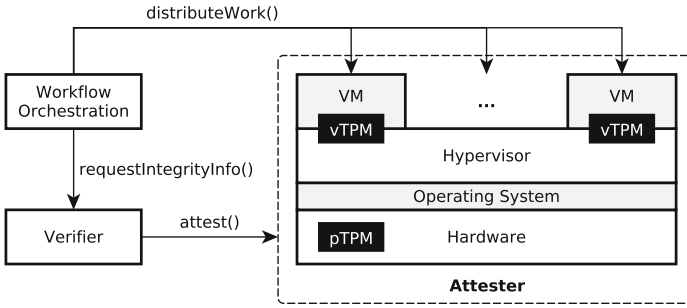 distributeWork()
Workflow
Orchestration
VM
...
VM
vTPM
vTPM
Hypervisor
requestIntegrityInfo()
Operating System
Verifier
attest()
pTPM
Hardware
Attester